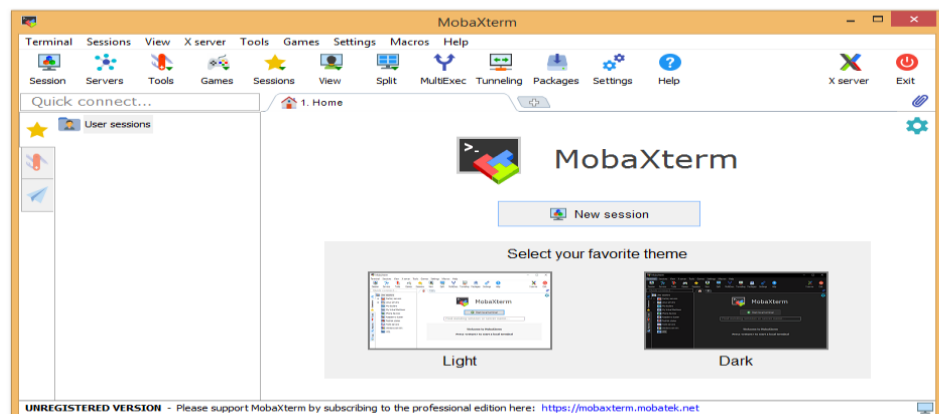 MobaXterm
Terminal Sessions View X server Tools Games Settings Macros Help
Session Servers Tools Games Sessions View Split MultiExec Tunneling Packages Settings Help X server Exit
Quick connect...
1. Home
User sessions
>_
MobaXterm
New session
Select your favorite theme
MobaXterm
MobaXterm
Light
Dark
UNREGISTERED VERSION - Please support MobaXterm by subscribing to the professional edition here: https://mobaxterm.mobatek.net